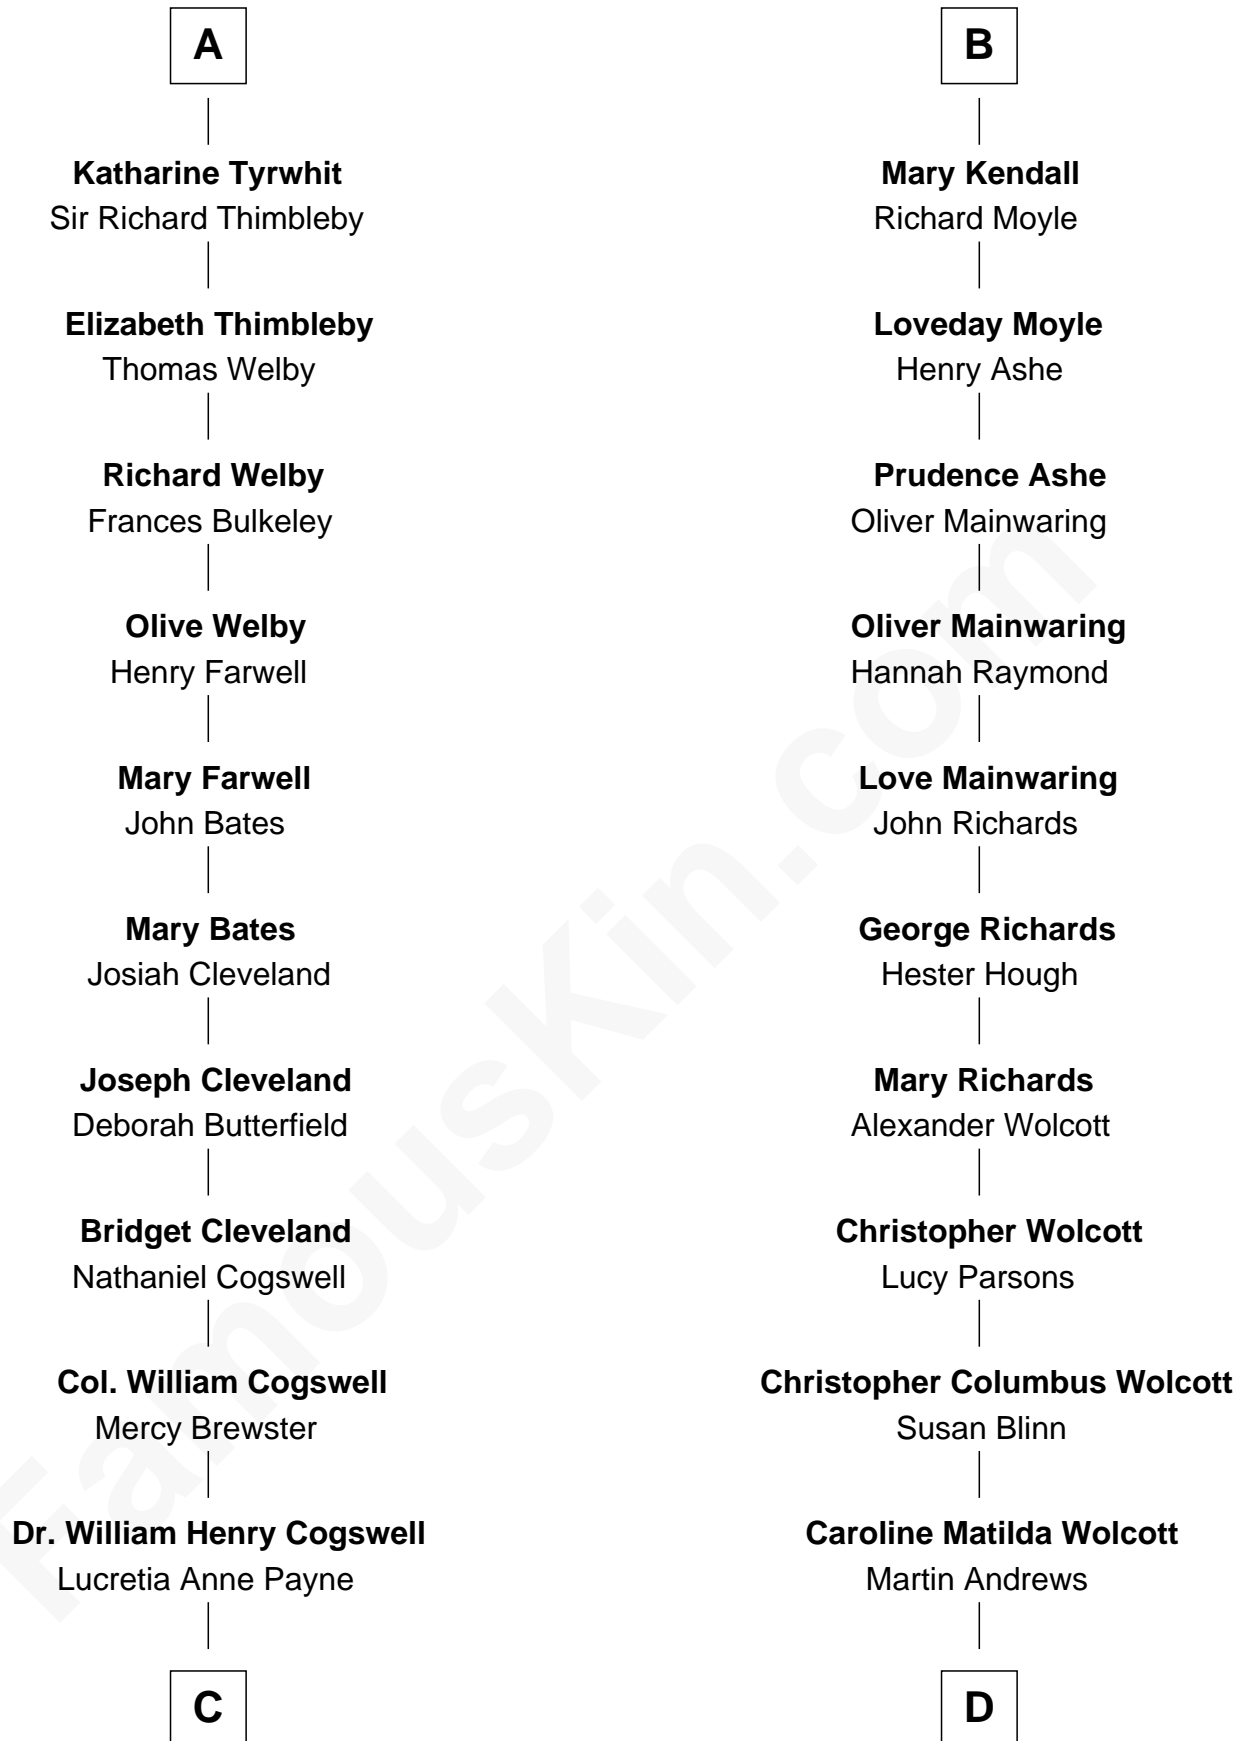 A
Katharine Tyrwhit
Sir Richard Thimbleby
Elizabeth Thimbleby
Thomas Welby
Richard Welby
Frances Bulkeley
Olive Welby
Henry Farwell
Mary Farwell
John Bates
Mary Bates
Josiah Cleveland
Joseph Cleveland
Deborah Butterfield
Bridget Cleveland
Nathaniel Cogswell
Col. William Cogswell
Mercy Brewster
Dr. William Henry Cogswell
Lucretia Anne Payne
C
B
Mary Kendall
Richard Moyle
Loveday Moyle
Henry Ashe
Prudence Ashe
Oliver Mainwaring
Oliver Mainwaring
Hannah Raymond
Love Mainwaring
John Richards
George Richards
Hester Hough
Mary Richards
Alexander Wolcott
Christopher Wolcott
Lucy Parsons
Christopher Columbus Wolcott
Susan Blinn
Caroline Matilda Wolcott
Martin Andrews
D
FamousKin.com